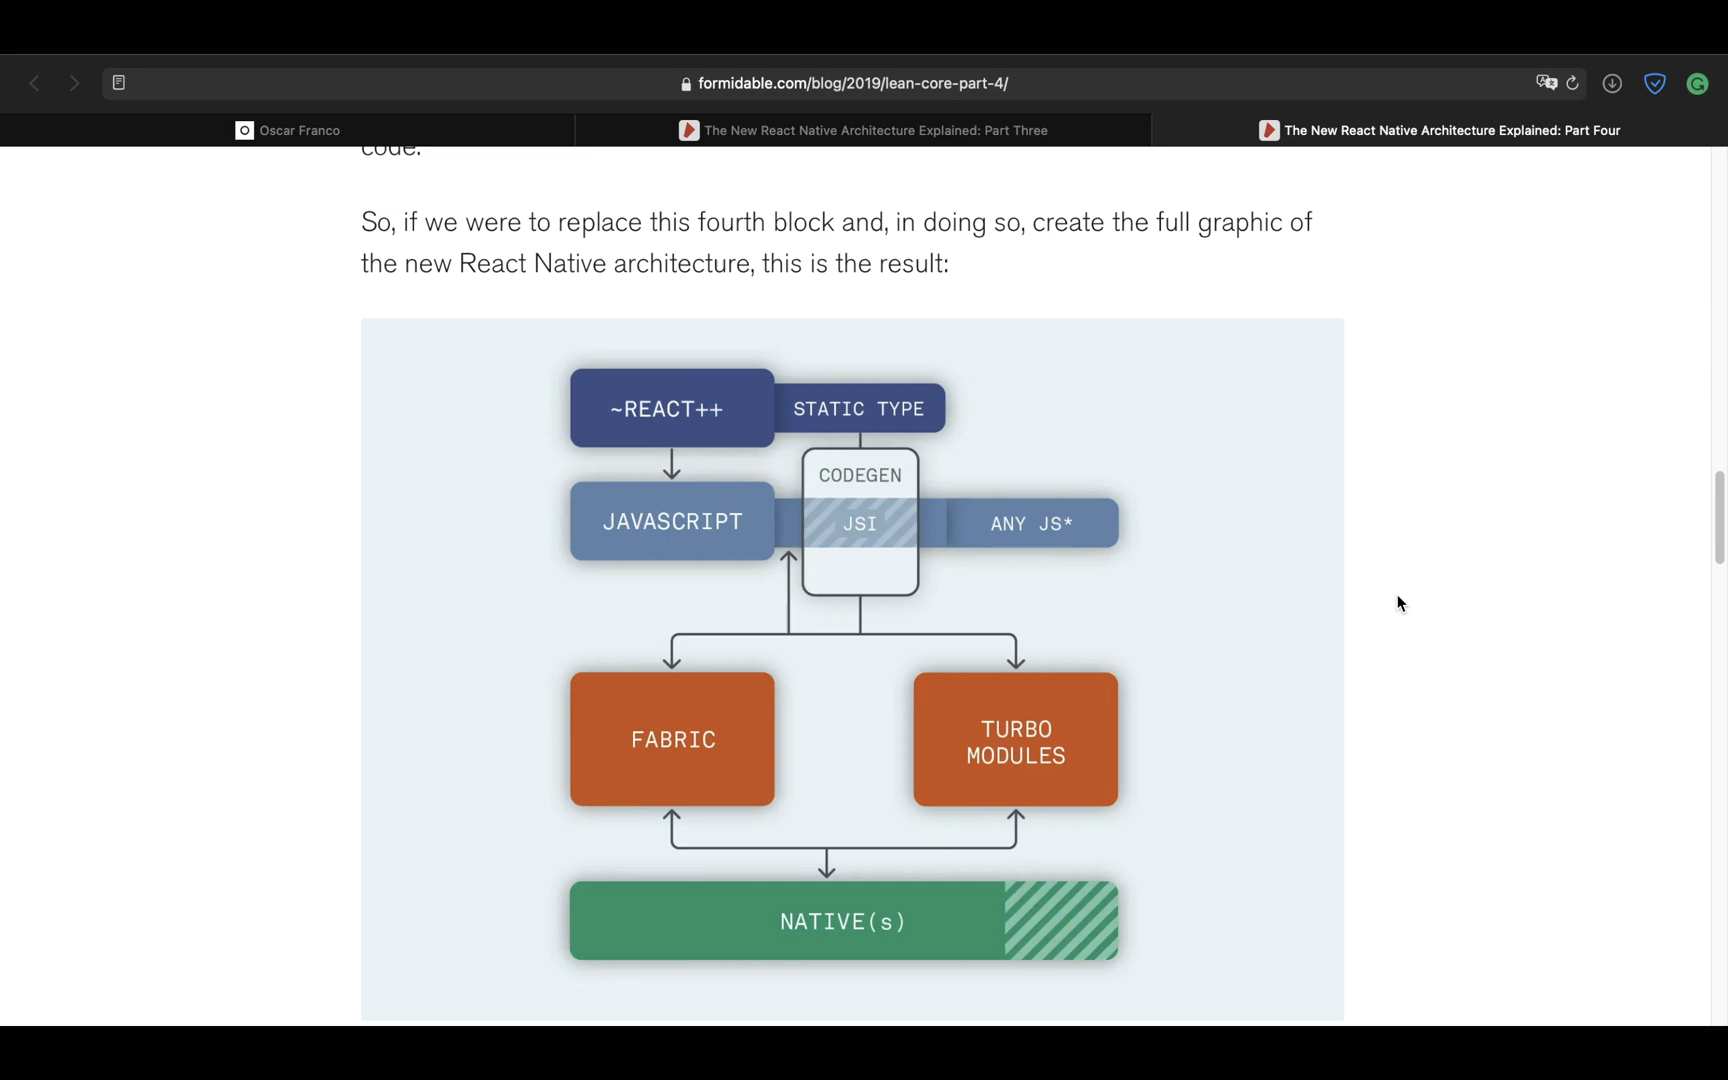 formidable.com/blog/2019/lean-core-part-4/
Oscar Franco
The New React Native Architecture Explained: Part Three
The New React Native Architecture Explained: Part Four
code.
So, if we were to replace this fourth block and, in doing so, create the full graphic of
the new React Native architecture, this is the result:
~REACT++
STATIC TYPE
CODEGEN
JAVASCRIPT
JSI
ANY JS*
FABRIC
TURBO
MODULES
NATIVE(s)